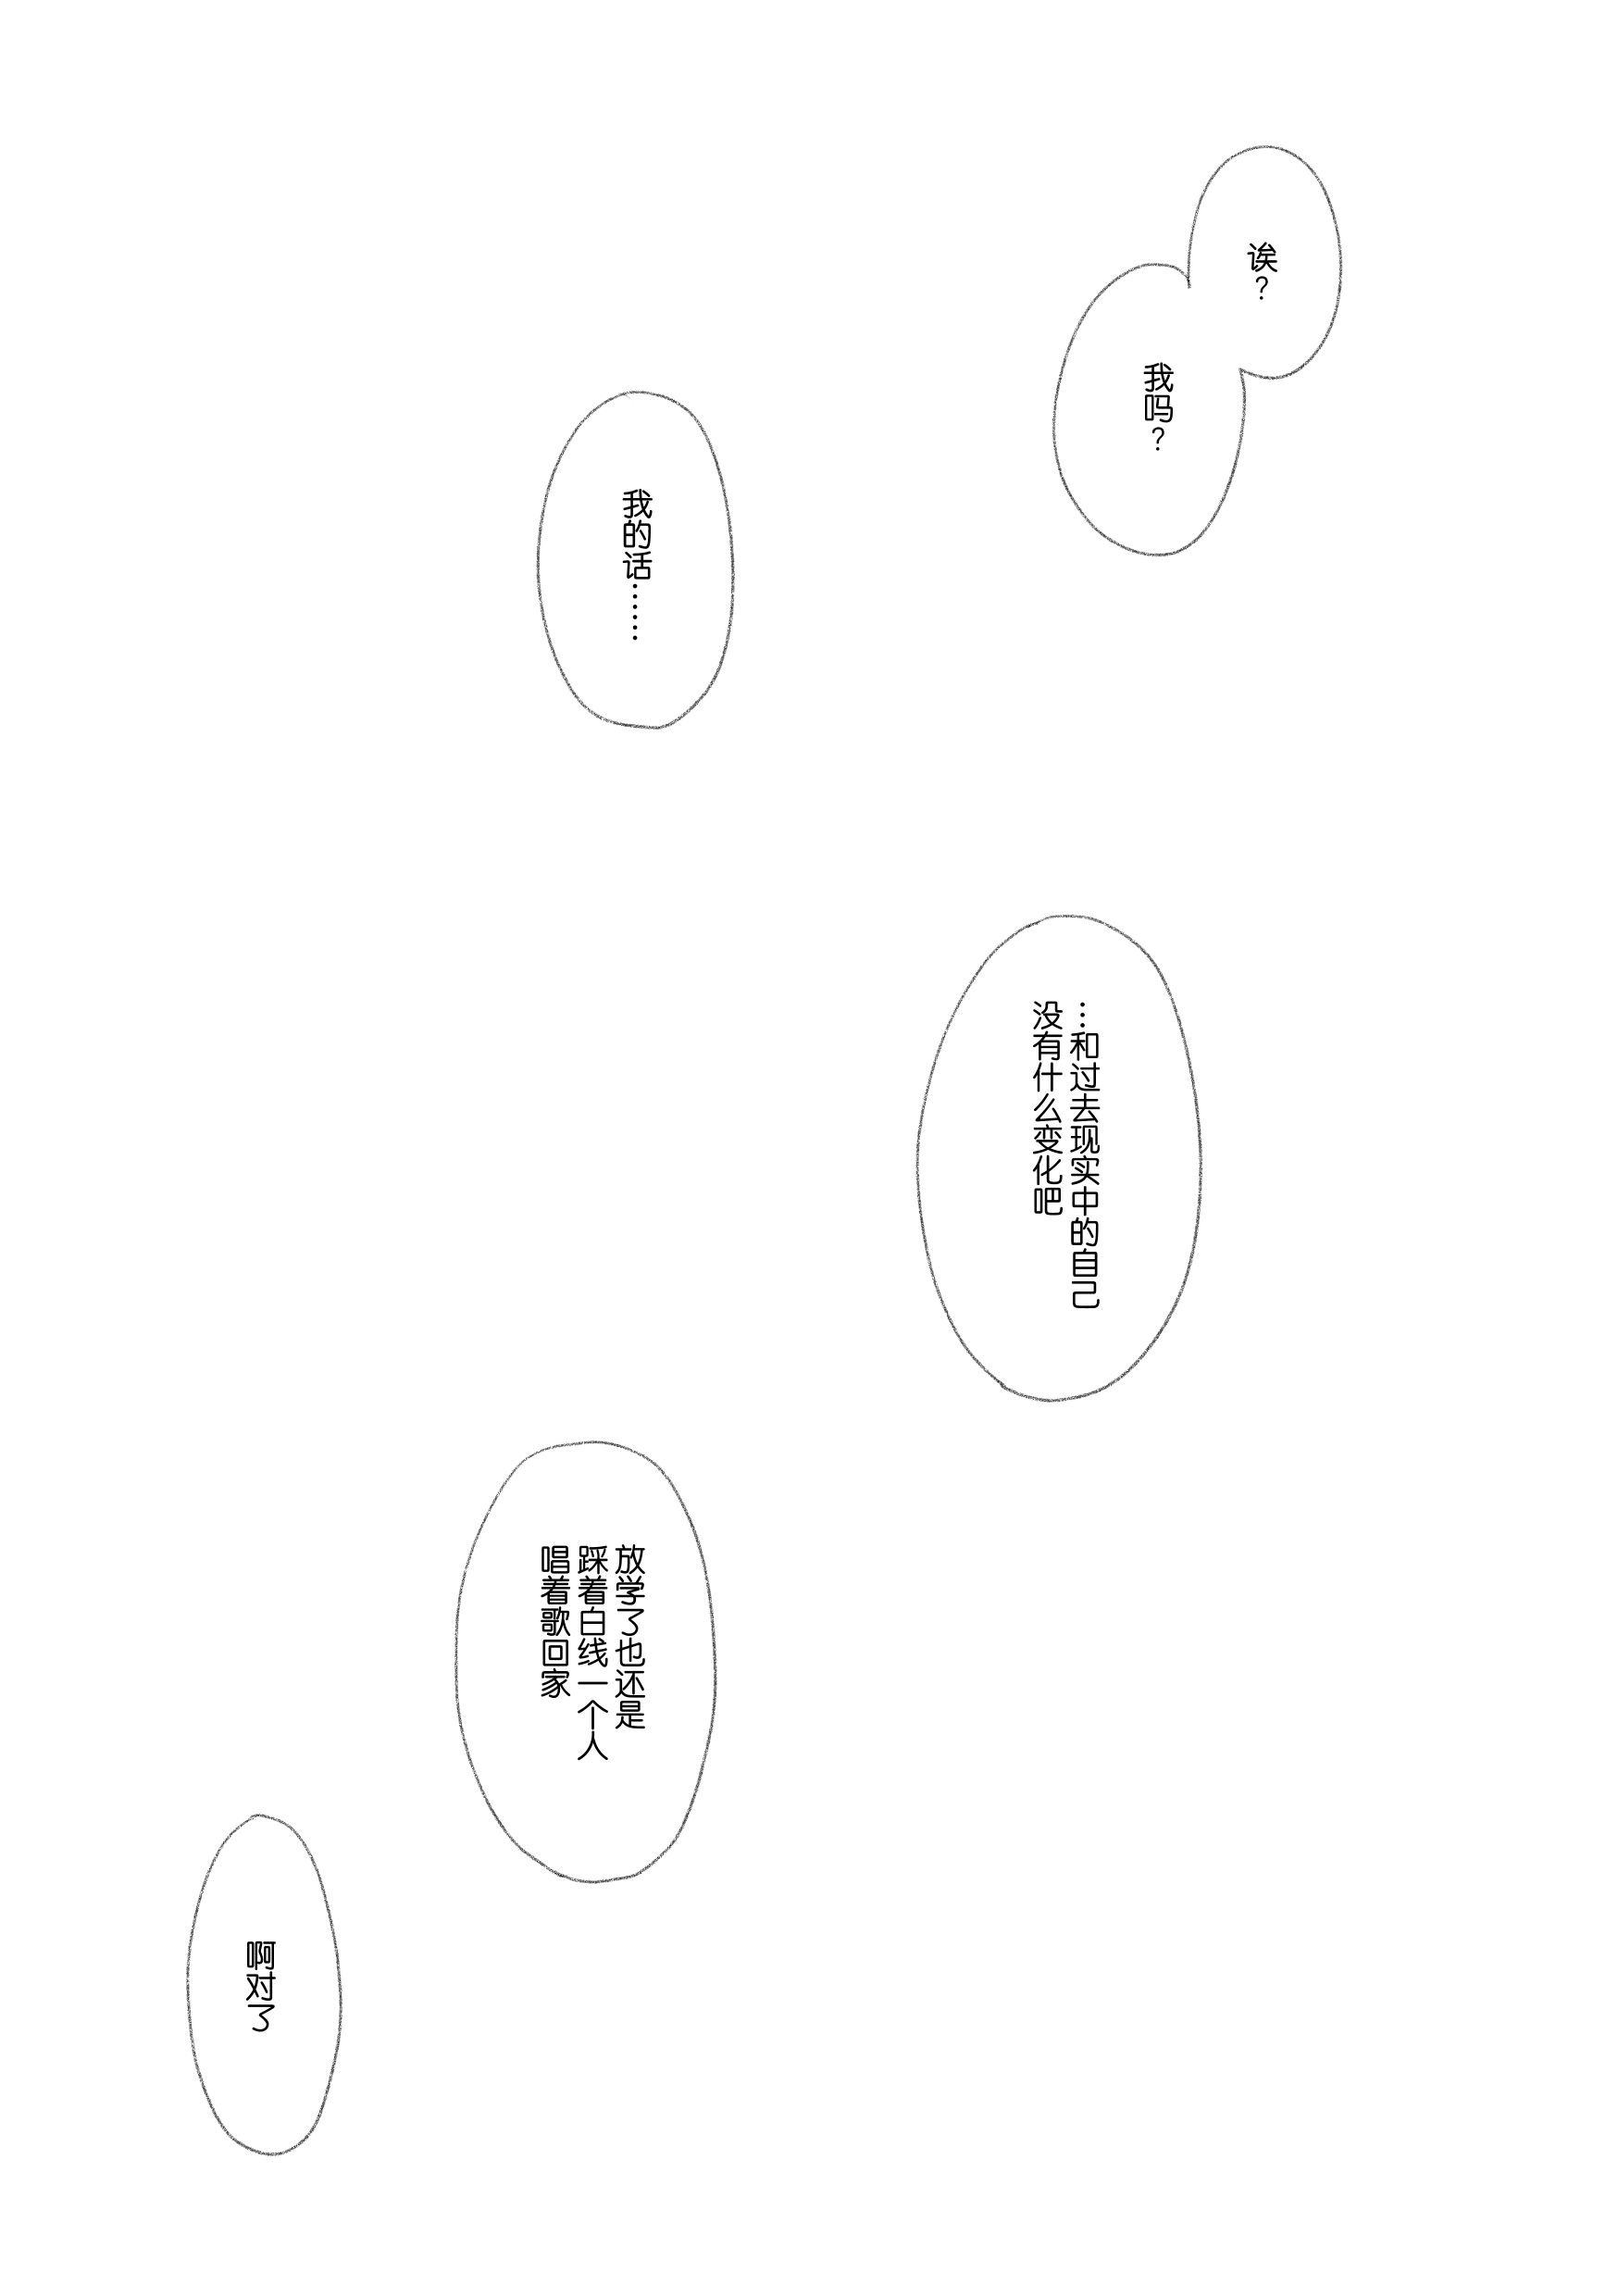 诶？
我吗？
我的话……
…和过去现实中的自己
没有什么变化吧
放学了也还是
踩着白线一个人
唱着歌回家
啊对了